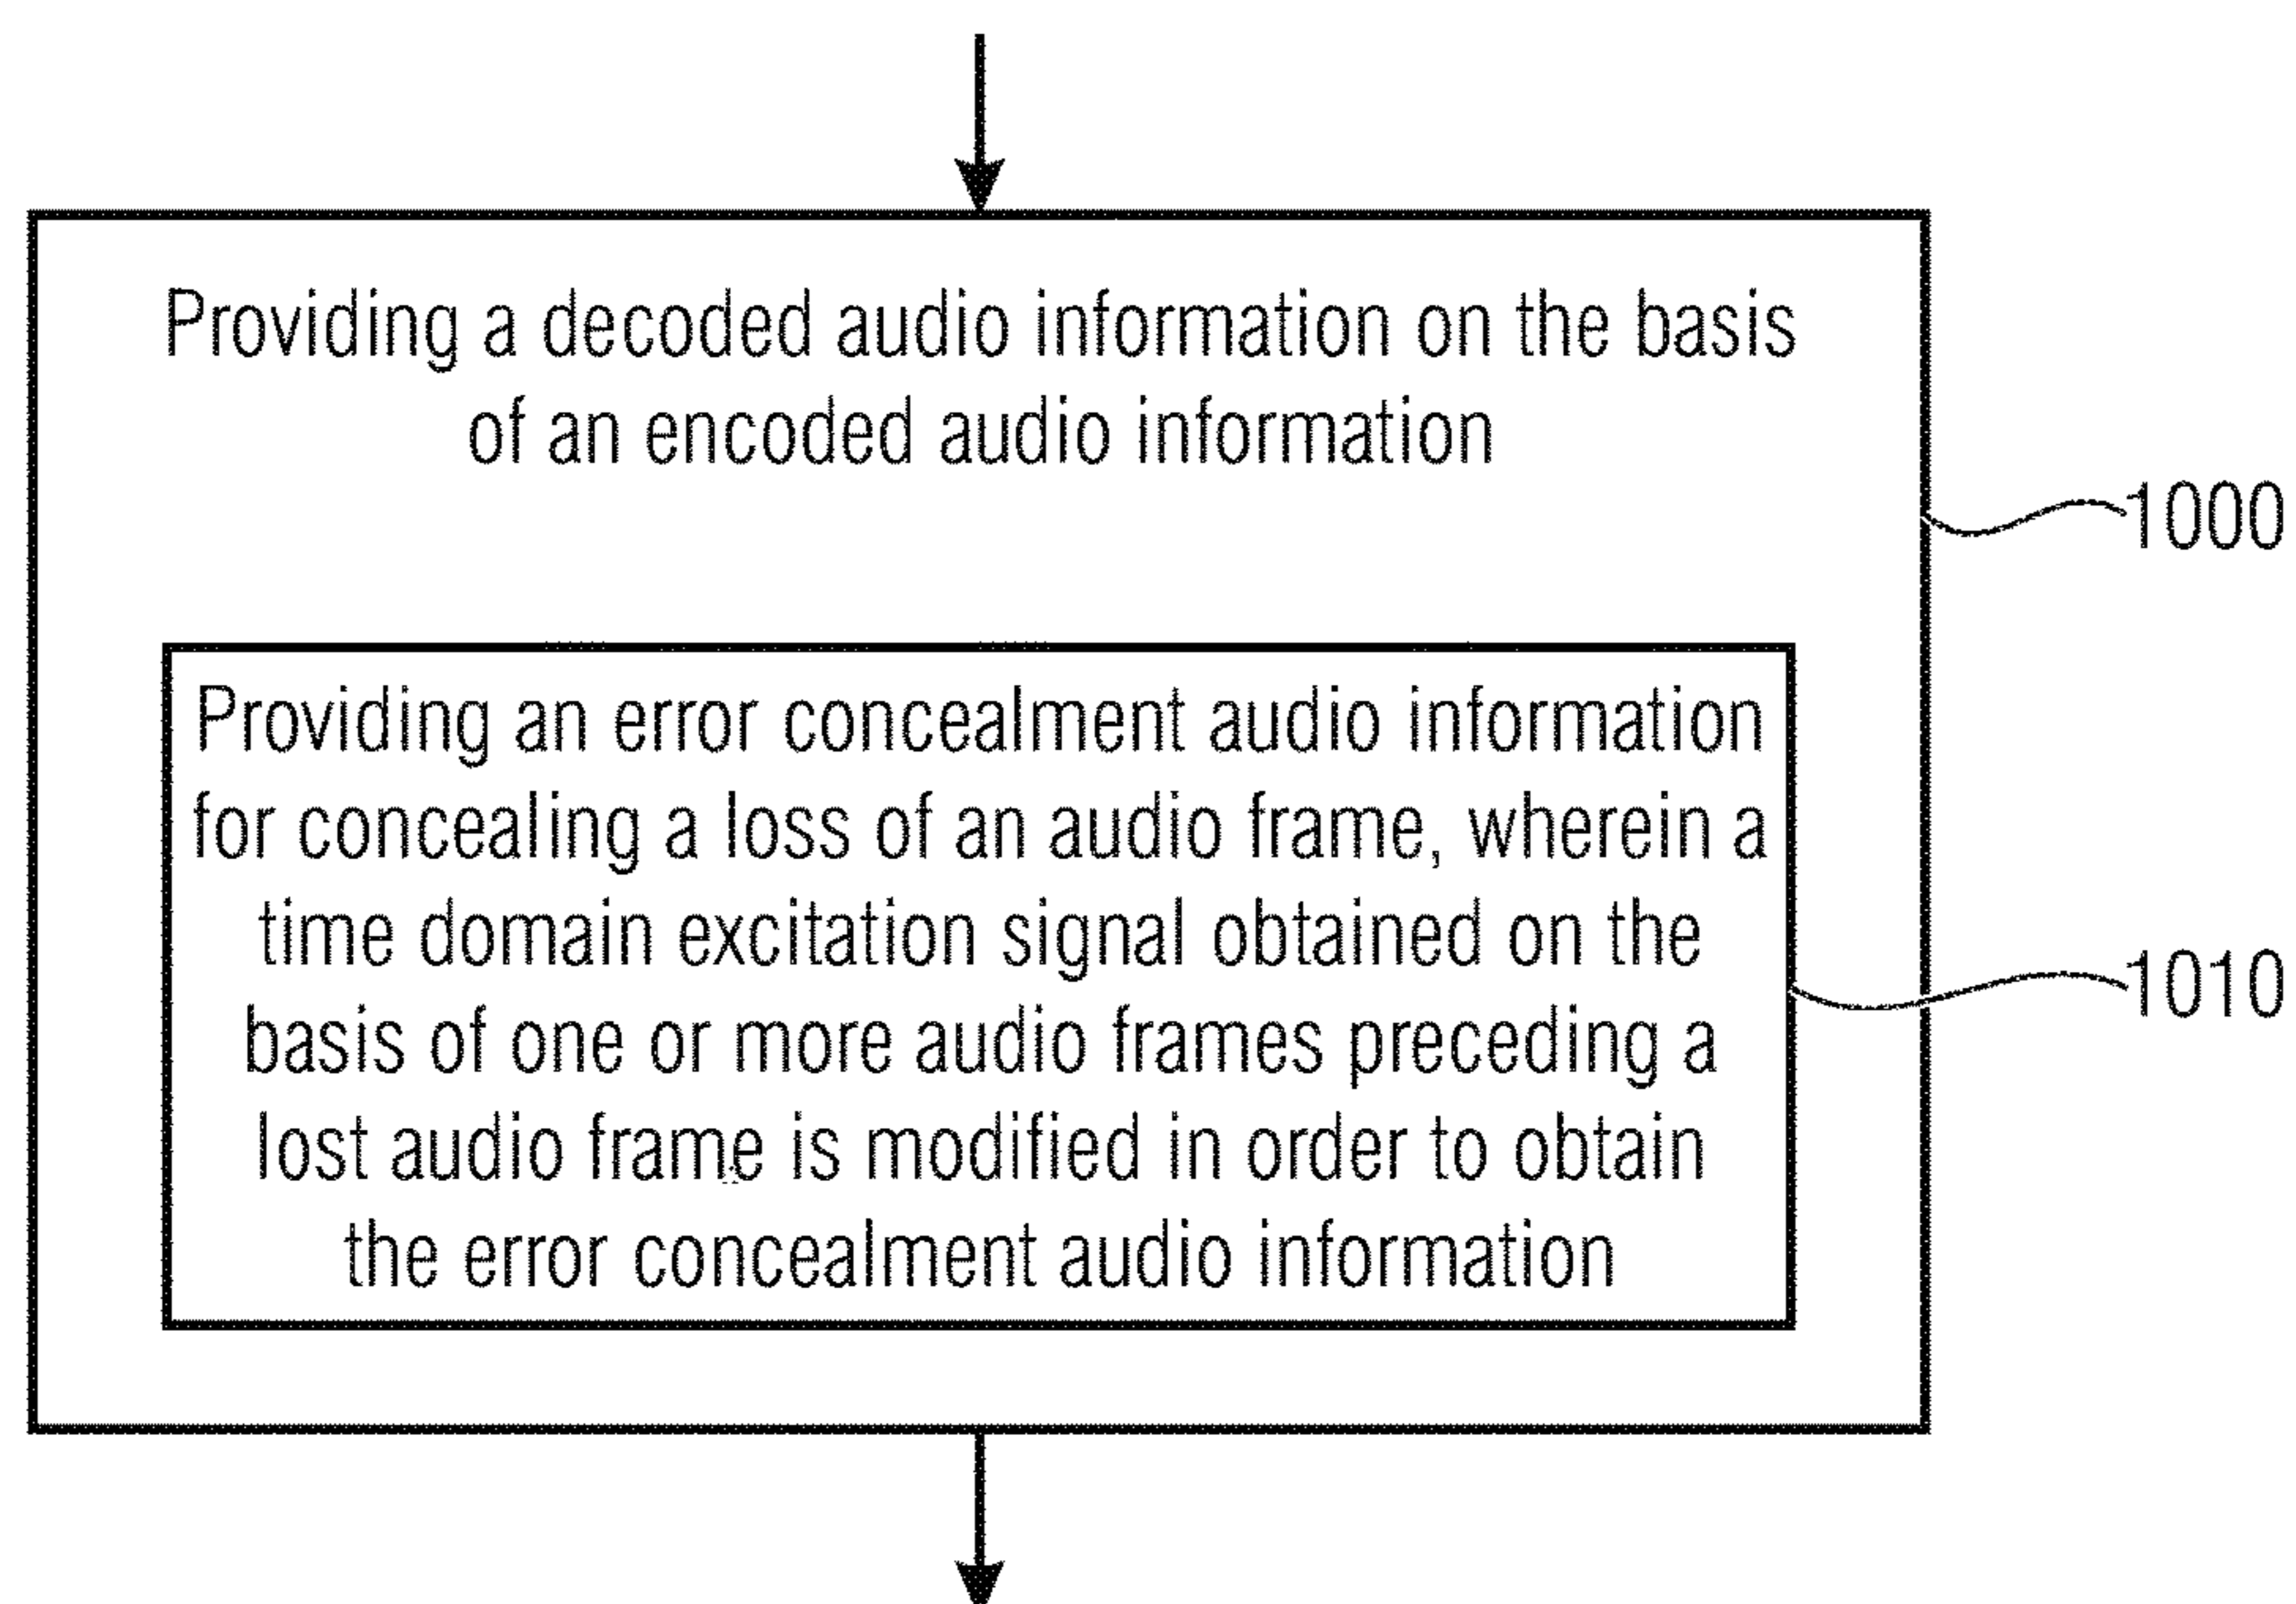 Providing a decoded audio information on the basis
of an encoded audio information
1000
Providing an error concealment audio information
for concealing a loss of an audio frame, wherein a
time domain excitation signal obtained on the
basis of one or more audio frames preceding a
lost audio frame is modified in order to obtain
the error concealment audio information
1010